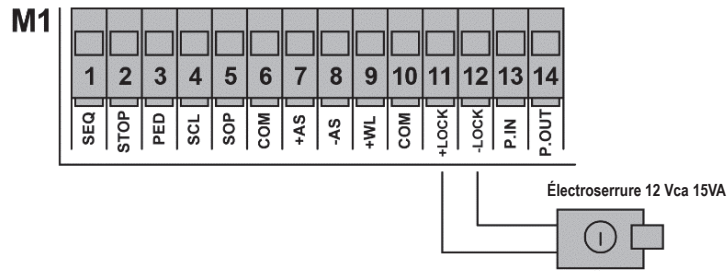 M1
1 2 3 4 5 6 7 8 9 10 11 12 13 14
SEQ STOP PED SCL SOP COM +AS -AS +WL COM +LOCK -LOCK P.IN P.OUT
Électroserrure 12 Vca 15VA